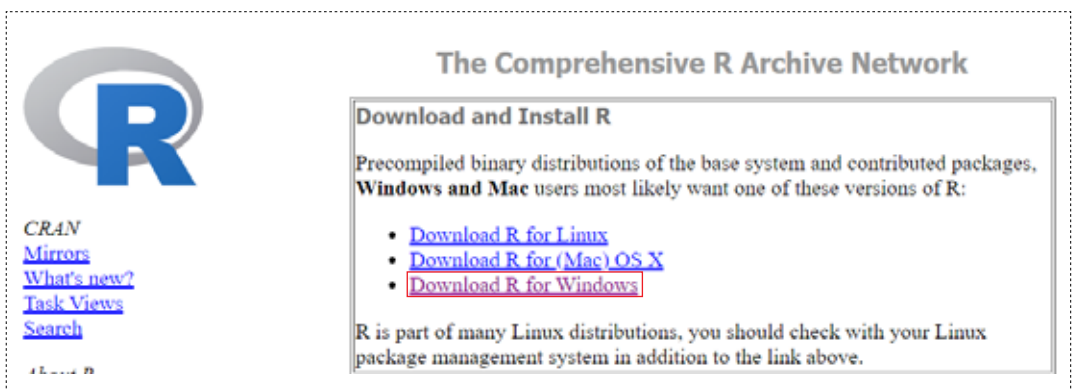 R
The Comprehensive R Archive Network
CRAN
Mirrors
What's new?
Task Views
Search
About R
Download and Install R
Precompiled binary distributions of the base system and contributed packages,
Windows and Mac users most likely want one of these versions of R:
• Download R for Linux
• Download R for (Mac) OS X
• Download R for Windows
R is part of many Linux distributions, you should check with your Linux
package management system in addition to the link above.